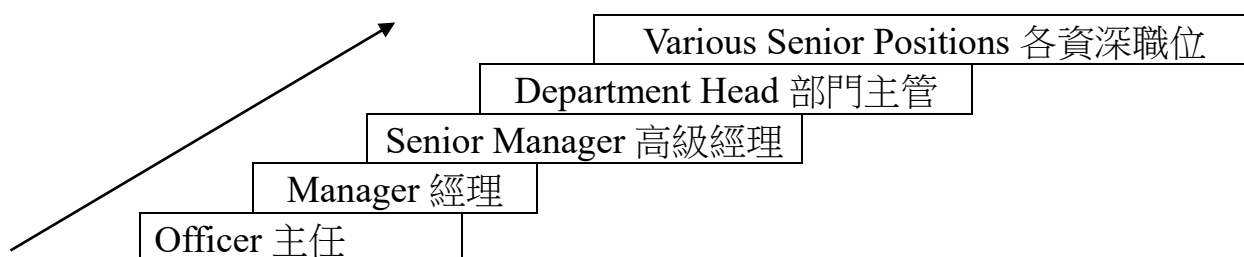 Various Senior Positions 各資深職位
Department Head 部門主管
Senior Manager 高級經理
Manager 經理
Officer 主任